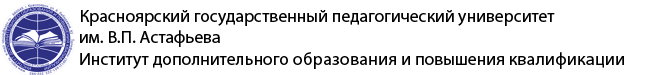 Красноярский государственный педагогический университет
им. В.П. Астафьева
Институт дополнительного образования и повышения квалификации